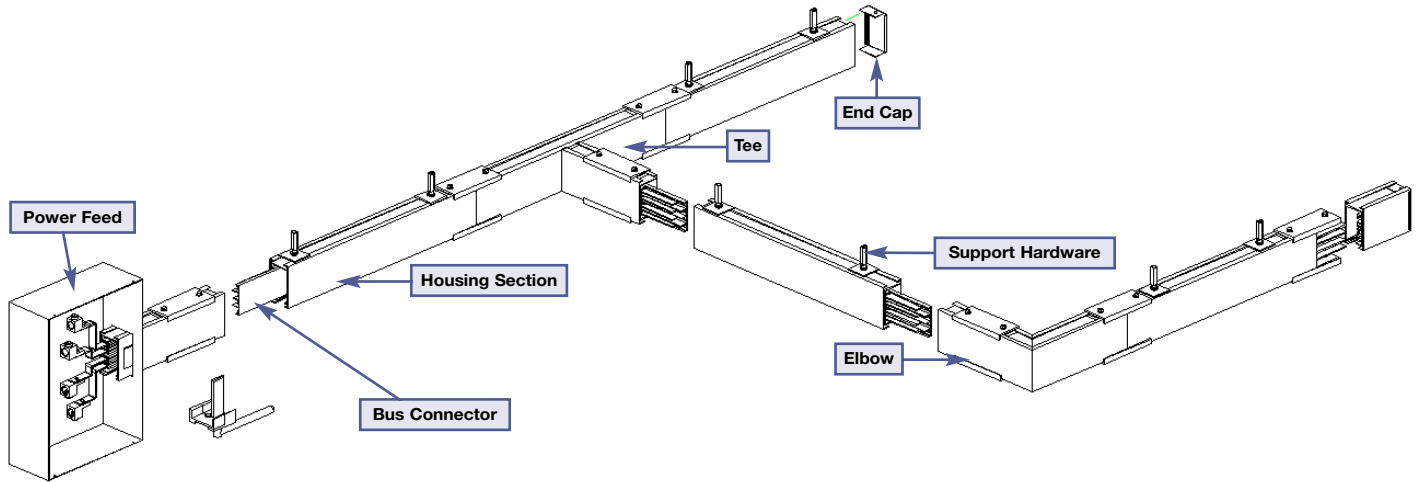 End Cap
Tee
Power Feed
Support Hardware
Housing Section
Elbow
Bus Connector